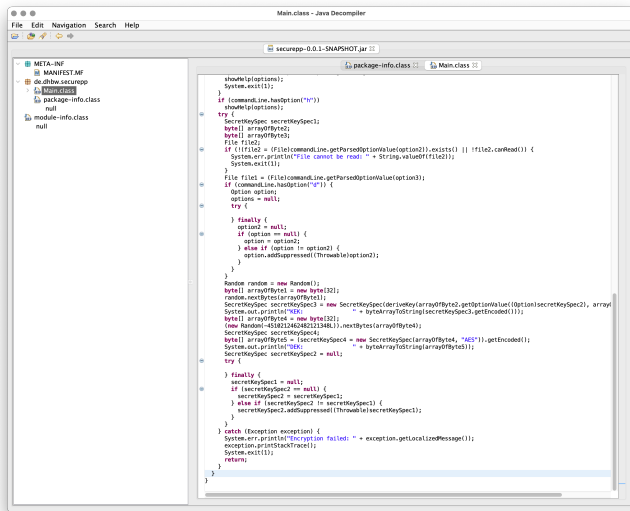 Main.class - Java Decompiler
File Edit Navigation Search Help
securepp-0.0.1-SNAPSHOT.jar
META-INF
MANIFEST.MF
de.dhbw.securepp
Main.class
package-info.class
null
module-info.class
null
package-info.class Main.class
showHelp(options);
System.exit(1);
}
if (commandLine.hasOption("h"))
showHelp(options);
try {
SecretKeySpec secretKeySpec1;
byte[] arrayOfByte2;
byte[] arrayOfByte3;
File file2;
if (!(file2 = (File)commandLine.getParsedOptionValue(option2)).exists() || !file2.canRead()) {
System.err.println("File cannot be read: " + String.valueOf(file2));
System.exit(1);
}
File file1 = (File)commandLine.getParsedOptionValue(option3);
if (commandLine.hasOption("d")) {
Option option;
options = null;
try {
} finally {
option2 = null;
if (option == null) {
option = option2;
} else if (option != option2) {
option.addSuppressed((Throwable)option2);
}
}
}
Random random = new Random();
byte[] arrayOfByte1 = new byte[32];
random.nextBytes(arrayOfByte1);
SecretKeySpec secretKeySpec3 = new SecretKeySpec(deriveKey(arrayOfByte2.getOptionValue((Option)secretKeySpec2), array
System.out.println("KEK: " + byteArrayToString(secretKeySpec3.getEncoded()));
byte[] arrayOfByte4 = new byte[32];
(new Random(-4510212462482121348L)).nextBytes(arrayOfByte4);
SecretKeySpec secretKeySpec4;
byte[] arrayOfByte5 = (secretKeySpec4 = new SecretKeySpec(arrayOfByte4, "AES")).getEncoded();
System.out.println("DEK: " + byteArrayToString(arrayOfByte5));
SecretKeySpec secretKeySpec2 = null;
try {
} finally {
secretKeySpec1 = null;
if (secretKeySpec2 == null) {
secretKeySpec2 = secretKeySpec1;
} else if (secretKeySpec2 != secretKeySpec1) {
secretKeySpec2.addSuppressed((Throwable)secretKeySpec1);
}
}
} catch (Exception exception) {
System.err.println("Encryption failed: " + exception.getLocalizedMessage());
exception.printStackTrace();
System.exit(1);
return;
}
}
}